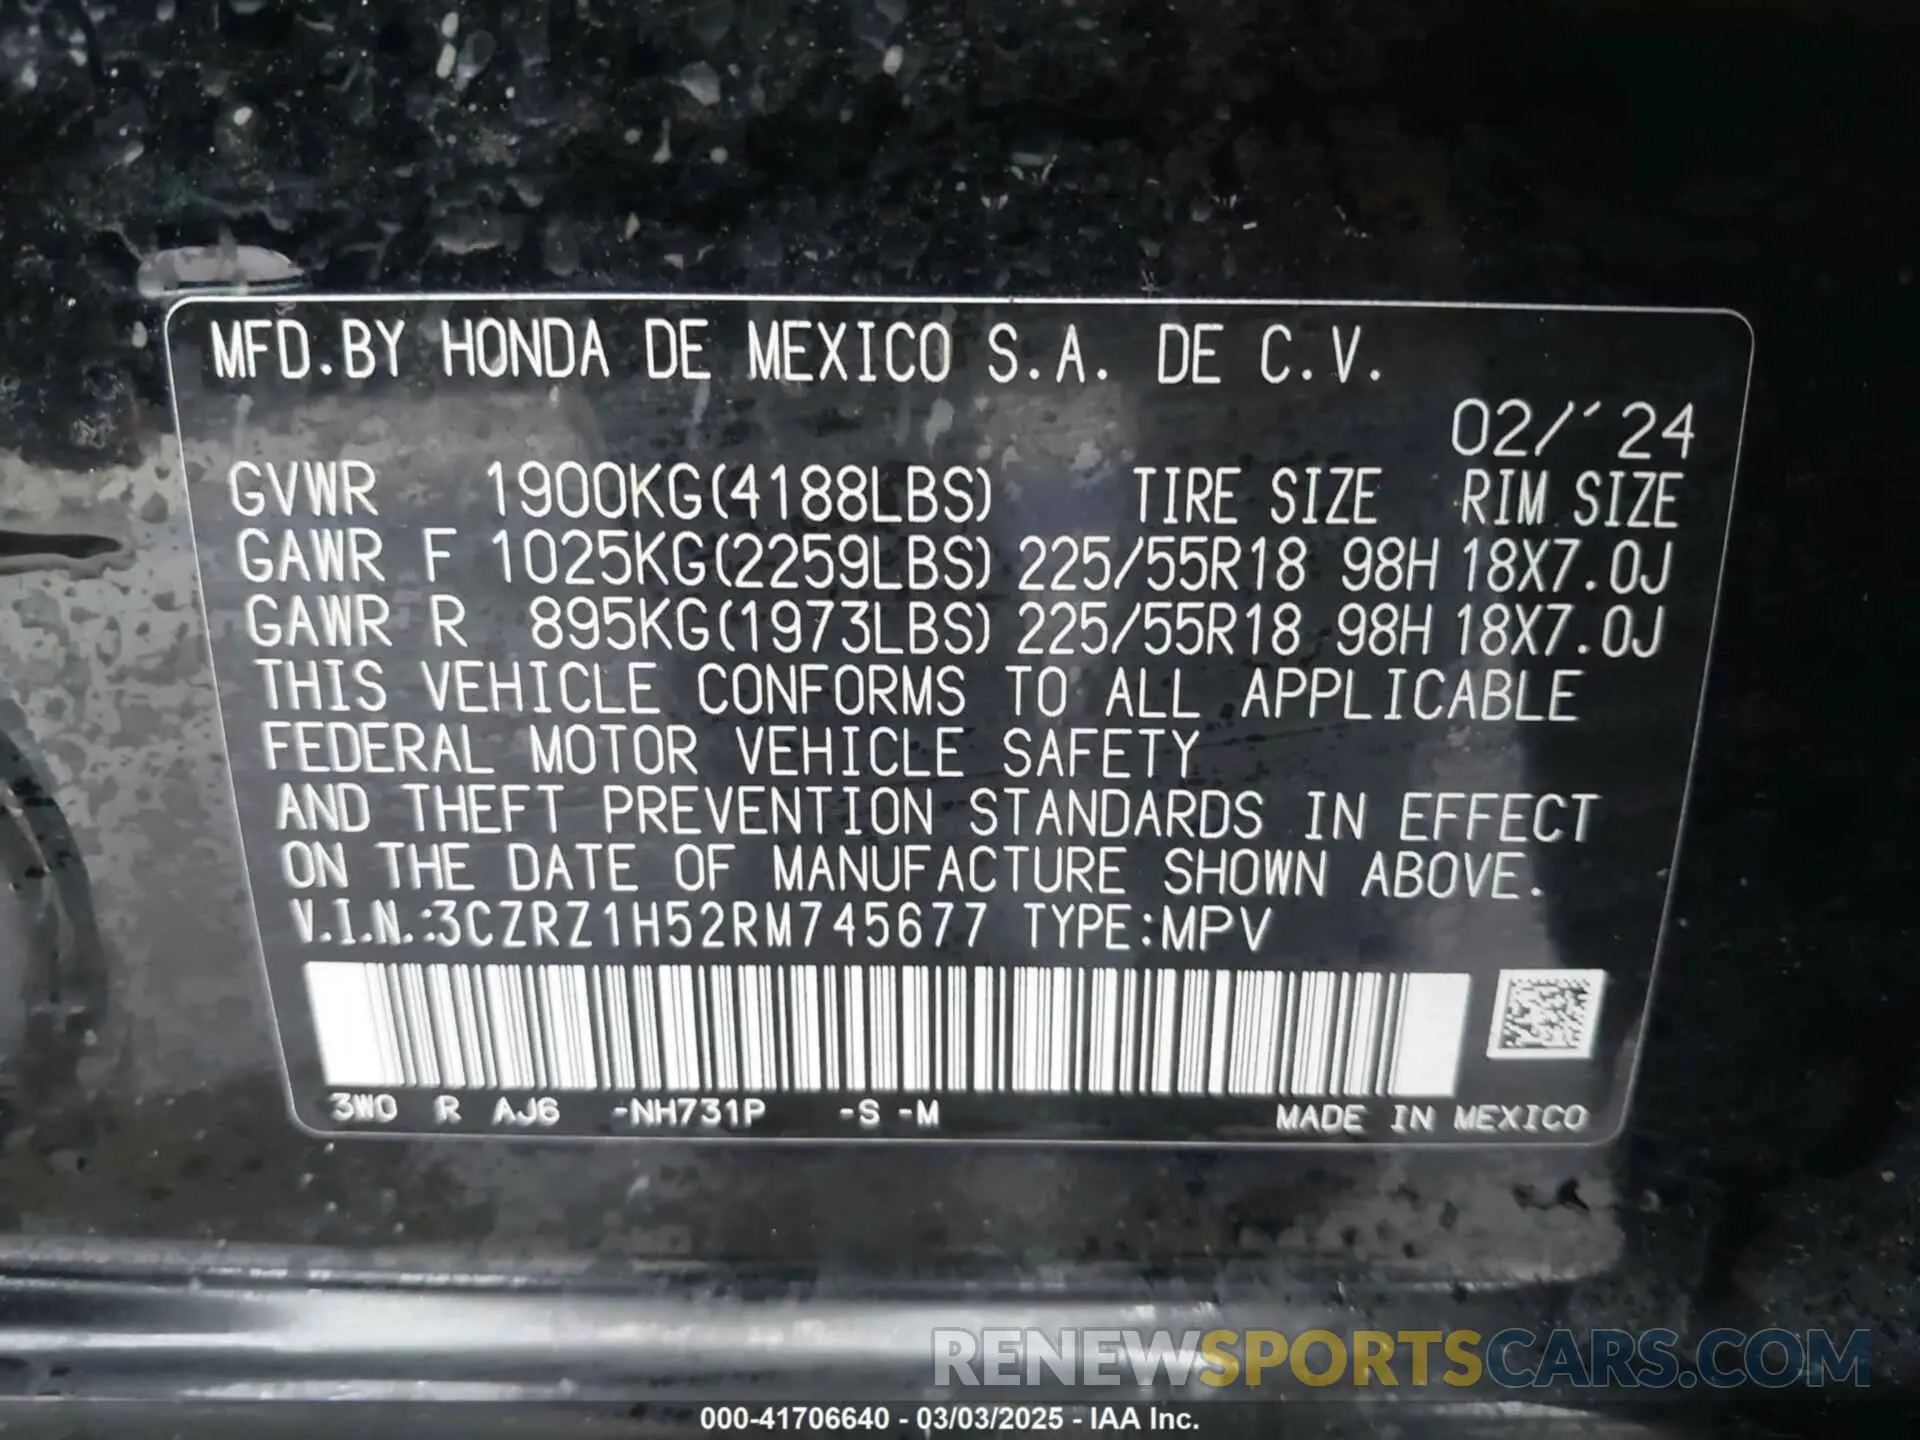 MFD.BY HONDA DE MEXICO S.A. DE C.V.
02/'24
GVWR 1900KG(4188LBS) TIRE SIZE RIM SIZE
GAWR F 1025KG(2259LBS) 225/55R18 98H 18X7.0J
GAWR R 895KG(1973LBS) 225/55R18 98H 18X7.0J
THIS VEHICLE CONFORMS TO ALL APPLICABLE
FEDERAL MOTOR VEHICLE SAFETY
AND THEFT PREVENTION STANDARDS IN EFFECT
ON THE DATE OF MANUFACTURE SHOWN ABOVE.
V.I.N.:3CZRZ1H52RM745677 TYPE:MPV
3W0 R AJ6 -NH731P -S -M MADE IN MEXICO
RENEWSPORTSCARS.COM
000-41706640 - 03/03/2025 - IAA Inc.